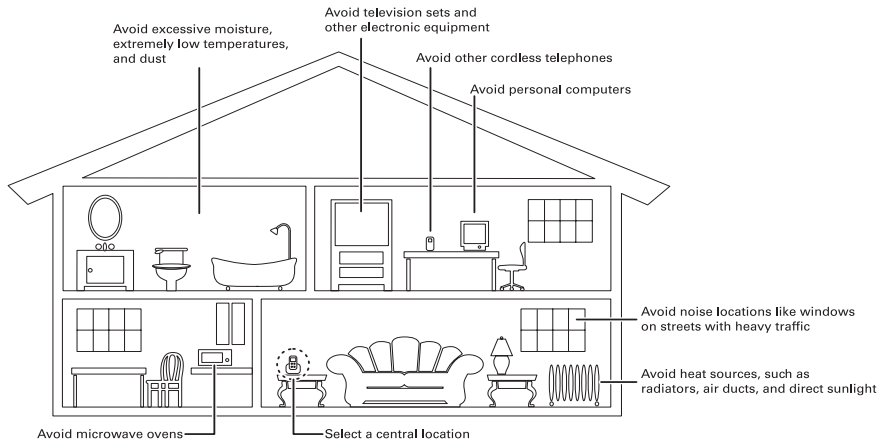 Avoid excessive moisture,
extremely low temperatures,
and dust
Avoid television sets and
other electronic equipment
Avoid other cordless telephones
Avoid personal computers
Avoid noise locations like windows
on streets with heavy traffic
Avoid heat sources, such as
radiators, air ducts, and direct sunlight
Avoid microwave ovens
Select a central location